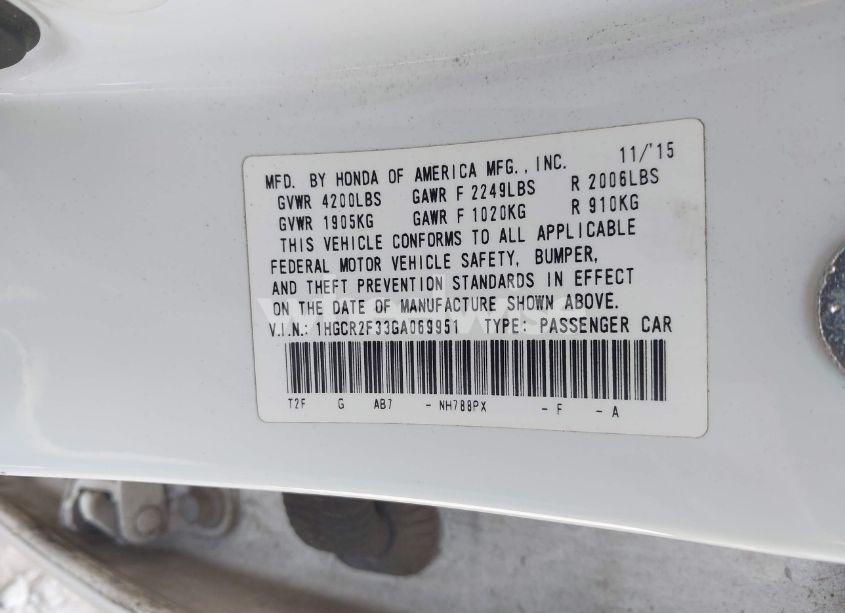 MFD. BY HONDA OF AMERICA MFG., INC. 11/'15
GVWR 4200LBS GAWR F 2249LBS R 2006LBS
GVWR 1905KG GAWR F 1020KG R 910KG
THIS VEHICLE CONFORMS TO ALL APPLICABLE
FEDERAL MOTOR VEHICLE SAFETY, BUMPER,
AND THEFT PREVENTION STANDARDS IN EFFECT
ON THE DATE OF MANUFACTURE SHOWN ABOVE.
V.I.N.: 1HGCR2F33GA069951 TYPE: PASSENGER CAR
T2F G AB7 - NH788PX - F - A